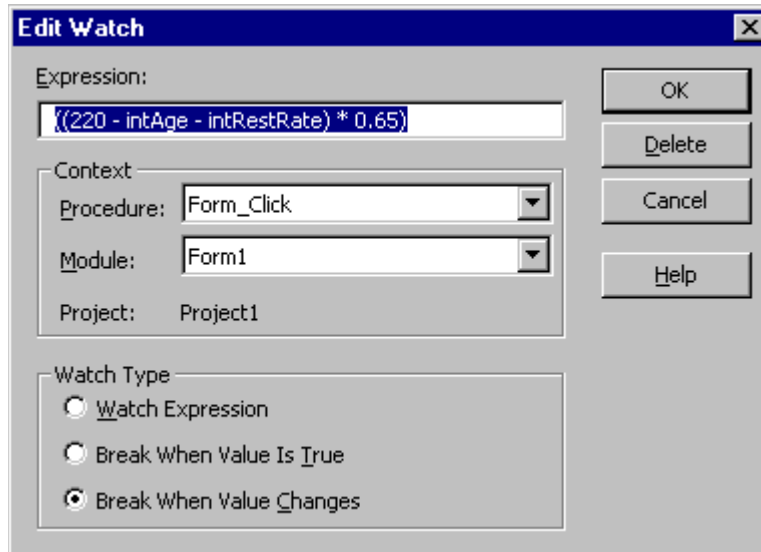 Edit Watch
Expression:
((220 - intAge - intRestRate) * 0.65)
OK
Delete
Cancel
Help
Context
Procedure: Form_Click
Module: Form1
Project: Project1
Watch Type
Watch Expression
Break When Value Is True
Break When Value Changes